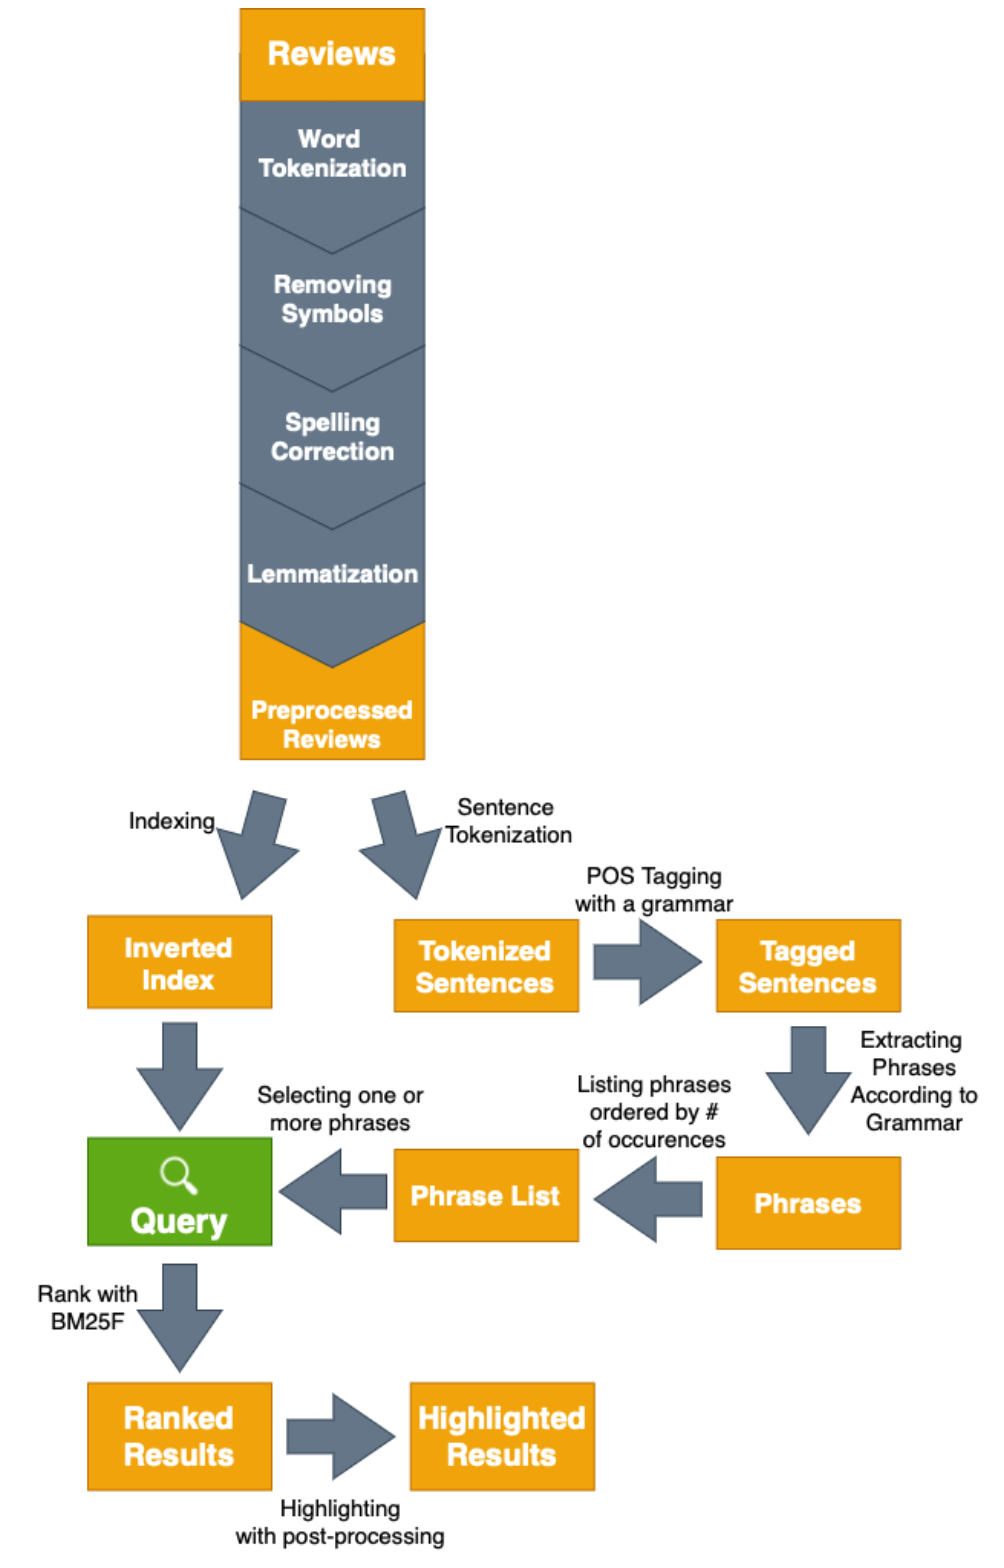 Reviews
Word
Tokenization
Removing
Symbols
Spelling
Correction
Lemmatization
Preprocessed
Reviews
Indexing
Sentence
Tokenization
POS Tagging
with a grammar
Inverted
Index
Tokenized
Sentences
Tagged
Sentences
Extracting
Phrases
According to
Grammar
Selecting one or
more phrases
Listing phrases
ordered by #
of occurences
Query
Phrase List
Phrases
Rank with
BM25F
Ranked
Results
Highlighted
Results
Highlighting
with post-processing